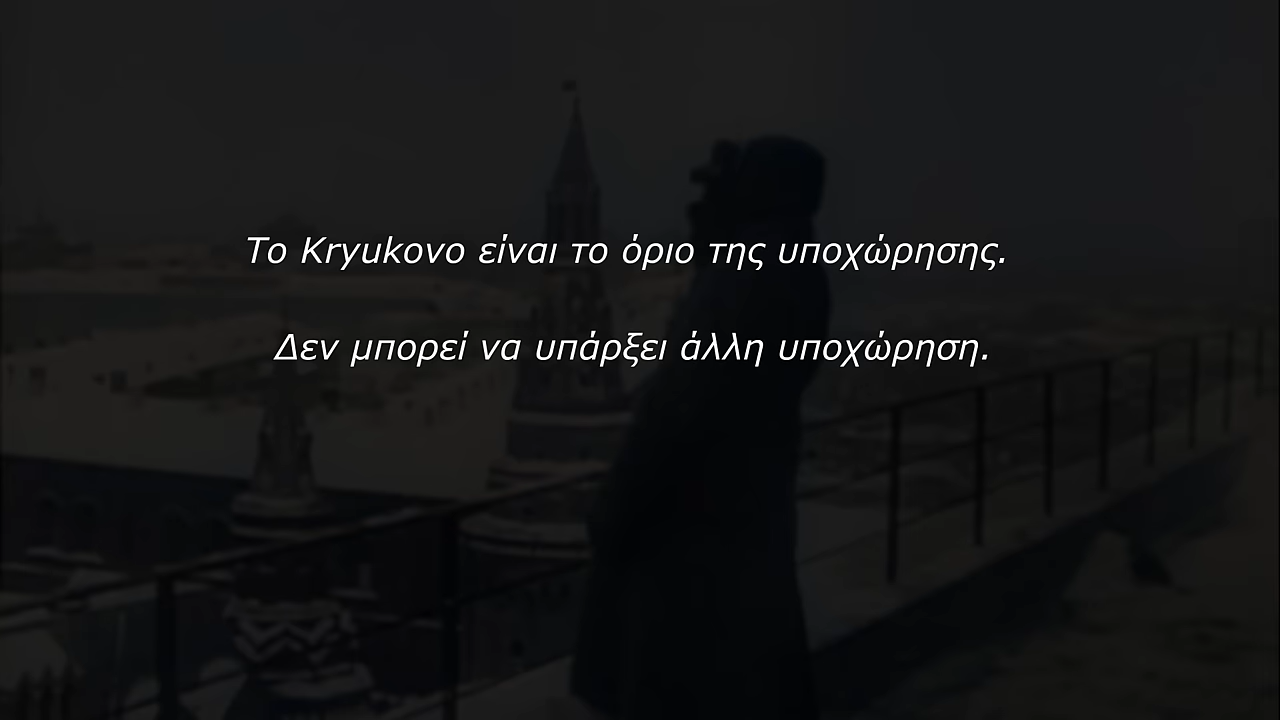 Το Kryukovo είναι το όριο της υποχώρησης.
Δεν μπορεί να υπάρξει άλλη υποχώρηση.